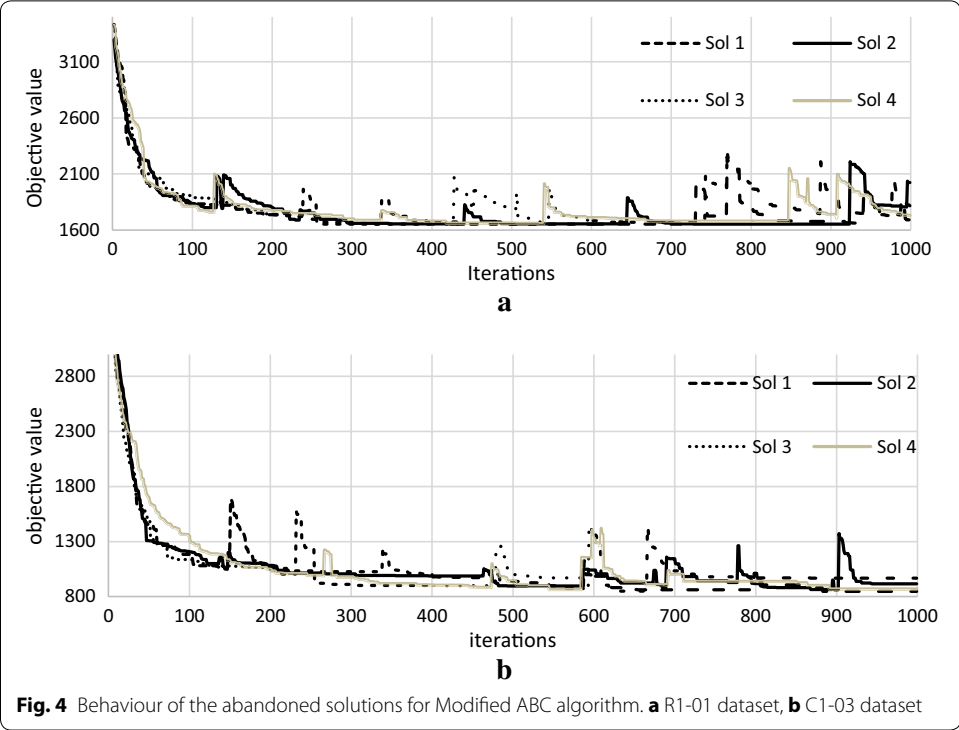 3100
2600
2100
1600
Objective value
Sol 1 Sol 2
Sol 3 Sol 4
0 100 200 300 400 500 600 700 800 900 1000
Iterations
a
2800
2300
1800
1300
800
objective value
Sol 1 Sol 2
Sol 3 Sol 4
0 100 200 300 400 500 600 700 800 900 1000
iterations
b
Fig. 4 Behaviour of the abandoned solutions for Modified ABC algorithm. a R1-01 dataset, b C1-03 dataset